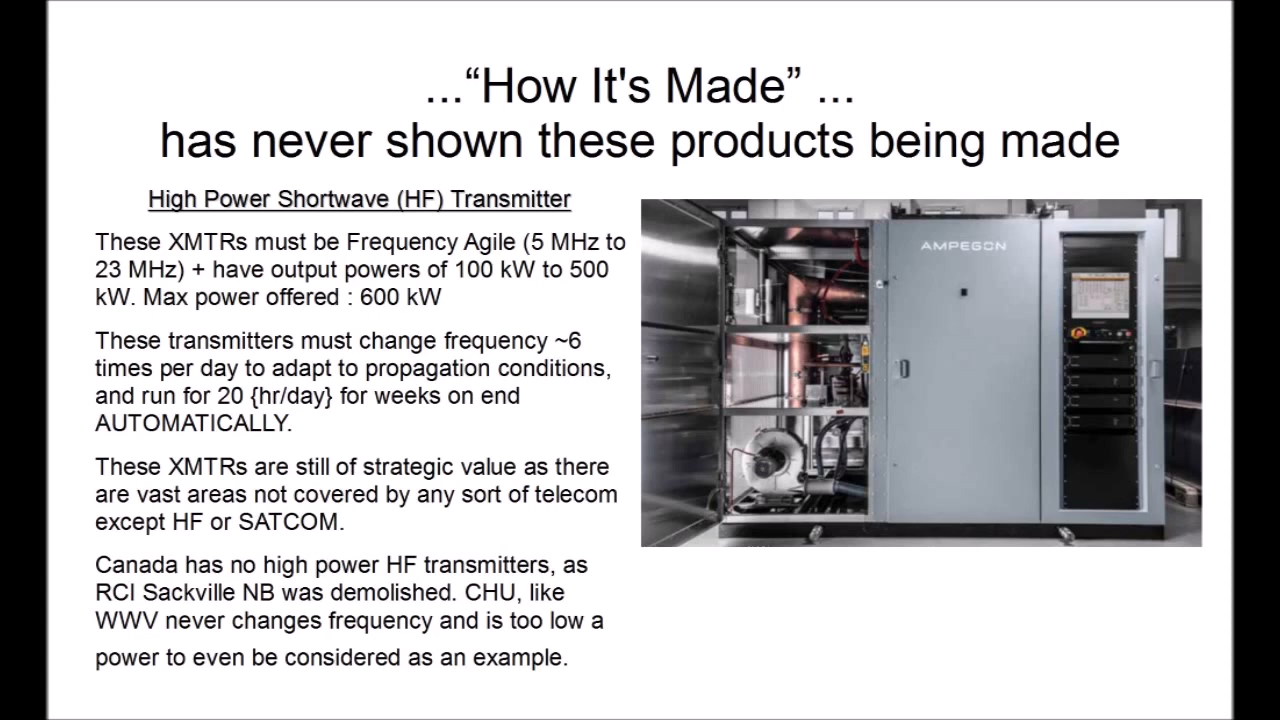 ...“How It's Made” ...
has never shown these products being made
High Power Shortwave (HF) Transmitter
These XMTRs must be Frequency Agile (5 MHz to
23 MHz) + have output powers of 100 kW to 500
kW. Max power offered : 600 kW
These transmitters must change frequency ~6
times per day to adapt to propagation conditions,
and run for 20 {hr/day} for weeks on end
AUTOMATICALLY.
These XMTRs are still of strategic value as there
are vast areas not covered by any sort of telecom
except HF or SATCOM.
Canada has no high power HF transmitters, as
RCI Sackville NB was demolished. CHU, like
WWV never changes frequency and is too low a
power to even be considered as an example.
AMPEGON